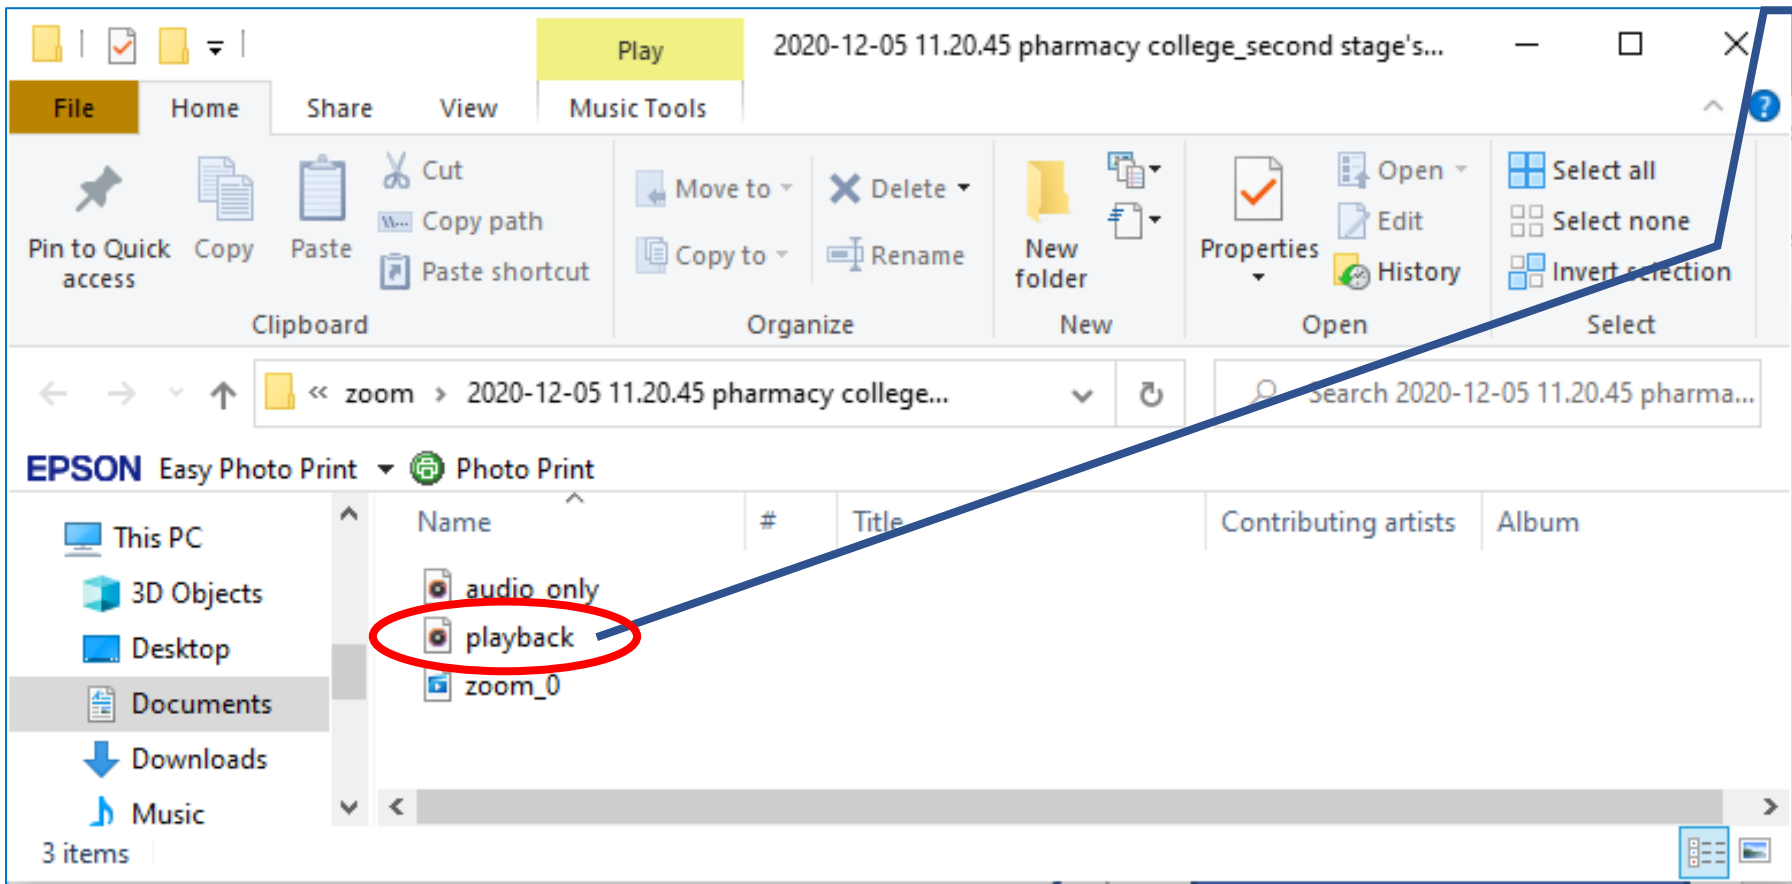 Play
2020-12-05 11.20.45 pharmacy college_second stage's...
File Home Share View Music Tools
Pin to Quick access
Copy
Paste
Cut
Copy path
Paste shortcut
Move to
Copy to
Delete
Rename
New folder
Properties
Open
Edit
History
Select all
Select none
Invert selection
Clipboard Organize New Open Select
« zoom › 2020-12-05 11.20.45 pharmacy college...
Search 2020-12-05 11.20.45 pharma...
EPSON Easy Photo Print Photo Print
This PC
3D Objects
Desktop
Documents
Downloads
Music
Name # Title Contributing artists Album
audio_only
playback
zoom_0
3 items